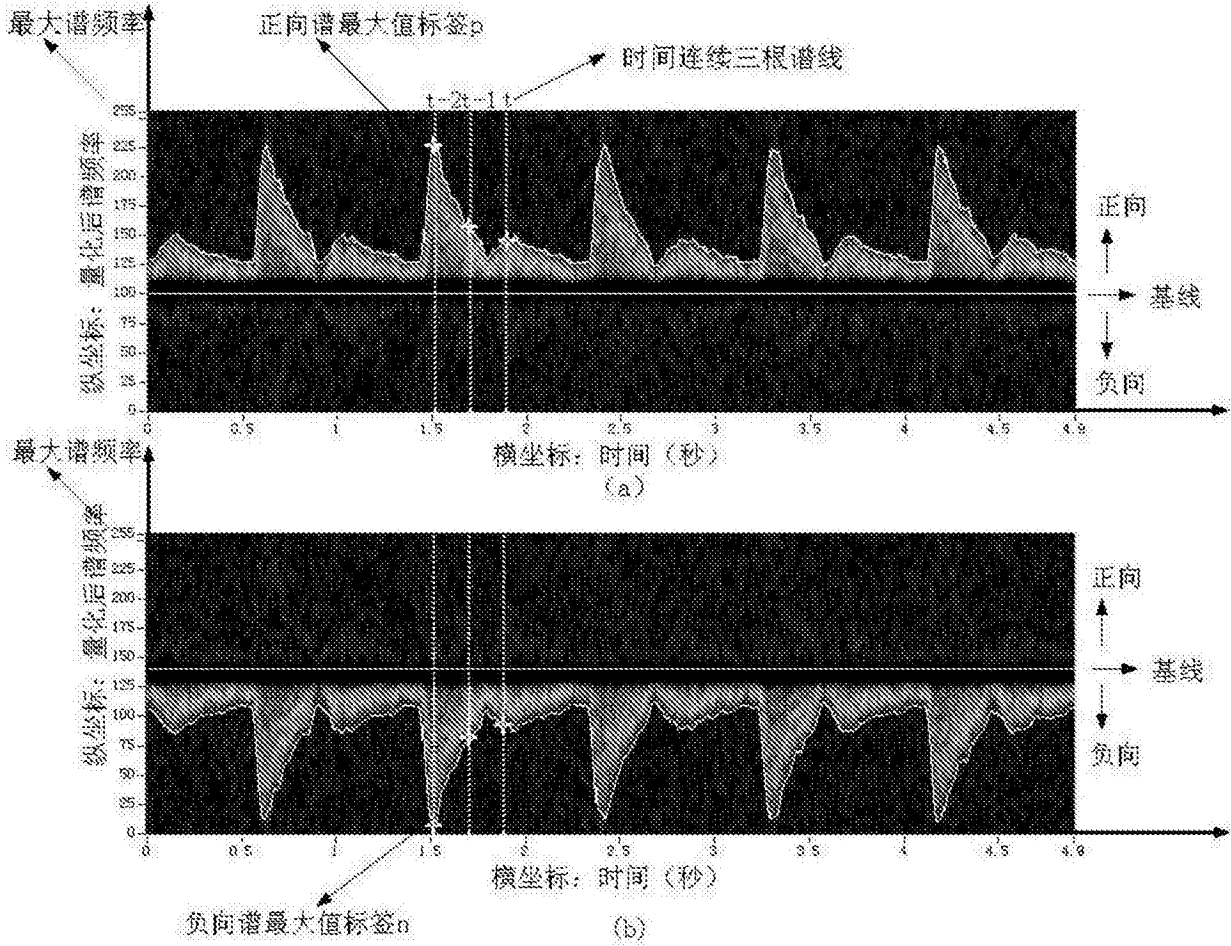 最大谱频率
正向谱最大值标签p
时间连续三根谱线
t-2t-1 t
纵坐标：量化后谱频率
255
225
200
175
150
125
100
75
50
25
0
正向
基线
负向
0 0.5 1 1.5 2 2.5 3 3.5 4 4.5 4.9
横坐标：时间（秒）
(a)
最大谱频率
纵坐标：量化后谱频率
255
225
200
175
150
125
100
75
50
25
0
正向
基线
负向
0 0.5 1 1.5 2 2.5 3 3.5 4 4.5 4.9
横坐标：时间（秒）
负向谱最大值标签n
(b)